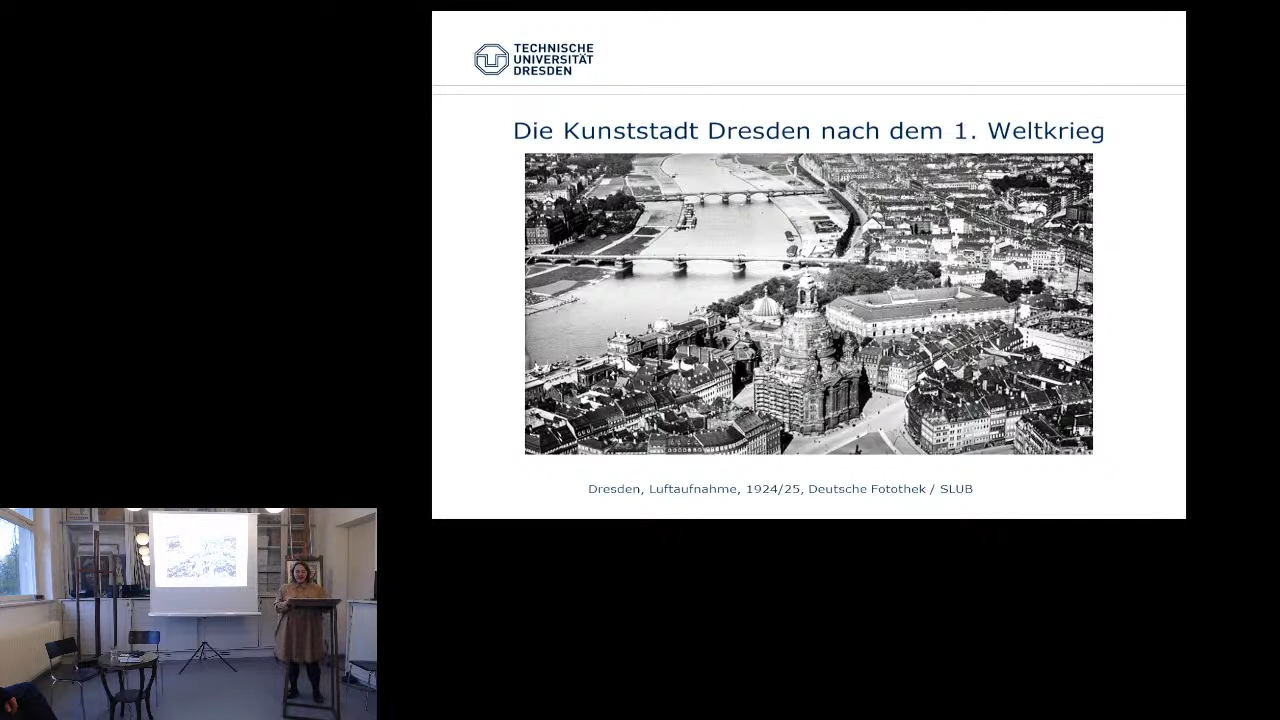 TECHNISCHE
UNIVERSITÄT
DRESDEN
Die Kunststadt Dresden nach dem 1. Weltkrieg
Dresden, Luftaufnahme, 1924/25, Deutsche Fotothek / SLUB